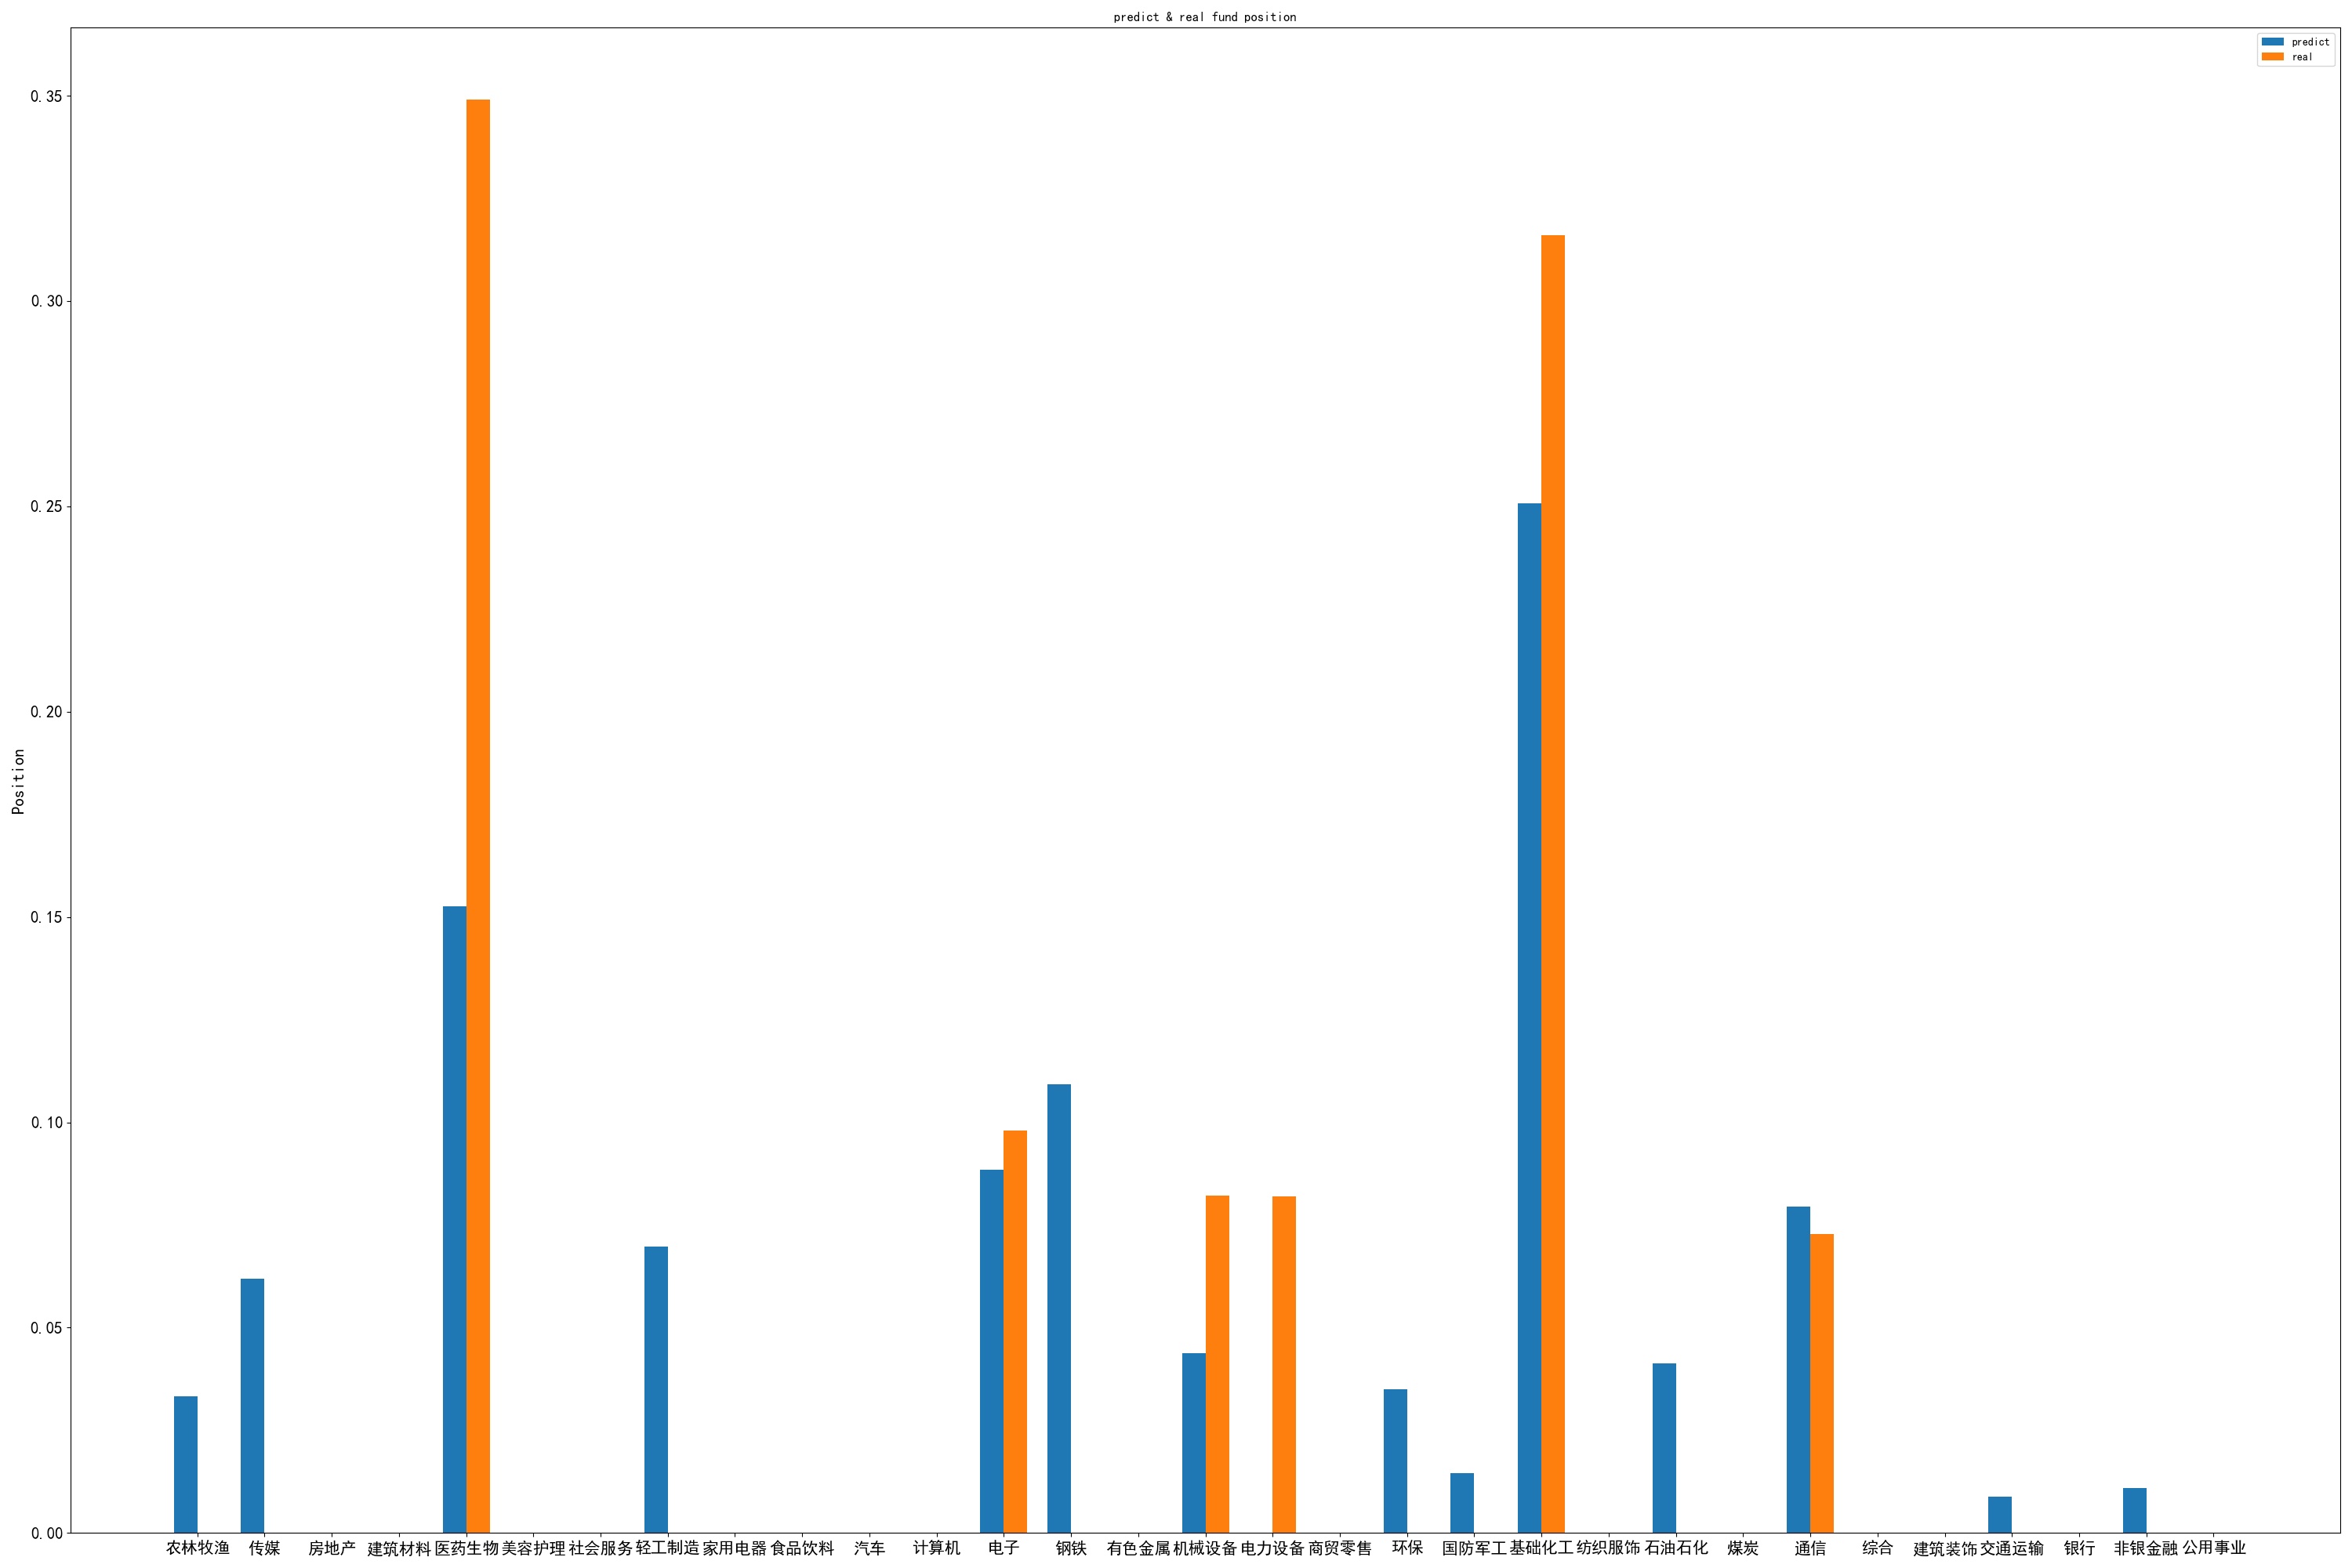 predict & real fund position
predict
real
0.35
0.30
0.25
0.20
0.15
0.10
0.05
0.00
Position
农林牧渔 传媒 房地产 建筑材料 医药生物 美容护理 社会服务 轻工制造 家用电器 食品饮料 汽车 计算机 电子 钢铁 有色金属 机械设备 电力设备 商贸零售 环保 国防军工 基础化工 纺织服饰 石油石化 煤炭 通信 综合 建筑装饰 交通运输 银行 非银金融 公用事业